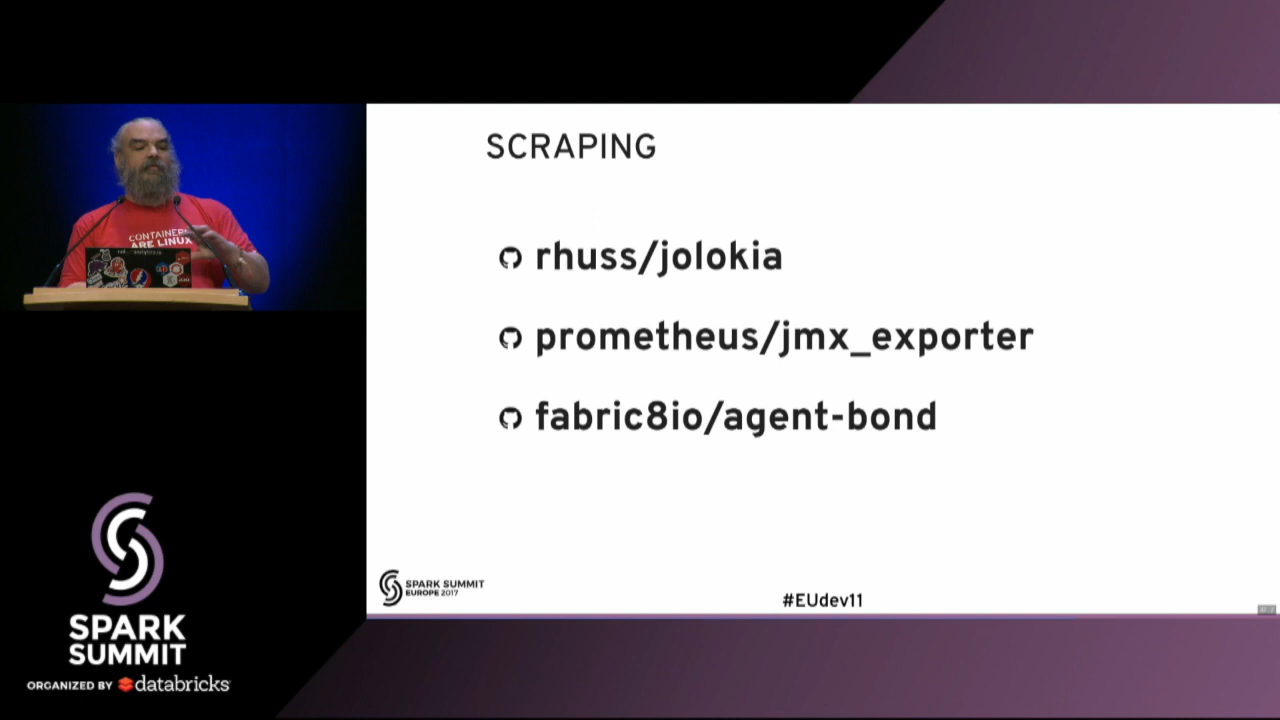 SCRAPING
rhuss/jolokia
prometheus/jmx_exporter
fabric8io/agent-bond
SPARK SUMMIT
EUROPE 2017
#EUdev11
CONTAINERS
ARE LINUX
SPARK
SUMMIT
ORGANIZED BY databricks